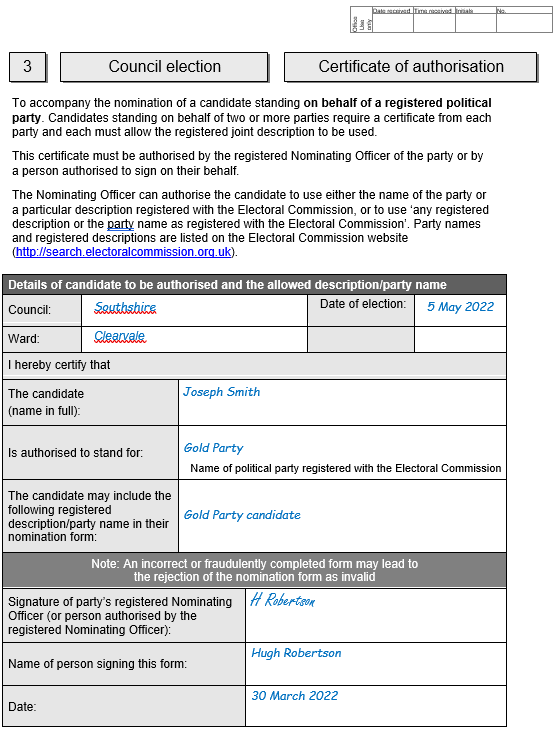 Office Use only
Date received Time received Initials No.
3 Council election Certificate of authorisation
To accompany the nomination of a candidate standing on behalf of a registered political
party. Candidates standing on behalf of two or more parties require a certificate from each
party and each must allow the registered joint description to be used.
This certificate must be authorised by the registered Nominating Officer of the party or by
a person authorised to sign on their behalf.
The Nominating Officer can authorise the candidate to use either the name of the party or
a particular description registered with the Electoral Commission, or to use ‘any registered
description or the party name as registered with the Electoral Commission’. Party names
and registered descriptions are listed on the Electoral Commission website
(http://search.electoralcommission.org.uk).
Details of candidate to be authorised and the allowed description/party name
Council: Southshire Date of election: 5 May 2022
Ward: Clearvale
I hereby certify that
The candidate
(name in full):
Joseph Smith
Is authorised to stand for:
Gold Party
Name of political party registered with the Electoral Commission
The candidate may include the
following registered
description/party name in their
nomination form:
Gold Party candidate
Note: An incorrect or fraudulently completed form may lead to
the rejection of the nomination form as invalid
Signature of party's registered Nominating
Officer (or person authorised by the
registered Nominating Officer):
H Robertson
Name of person signing this form:
Hugh Robertson
Date:
30 March 2022